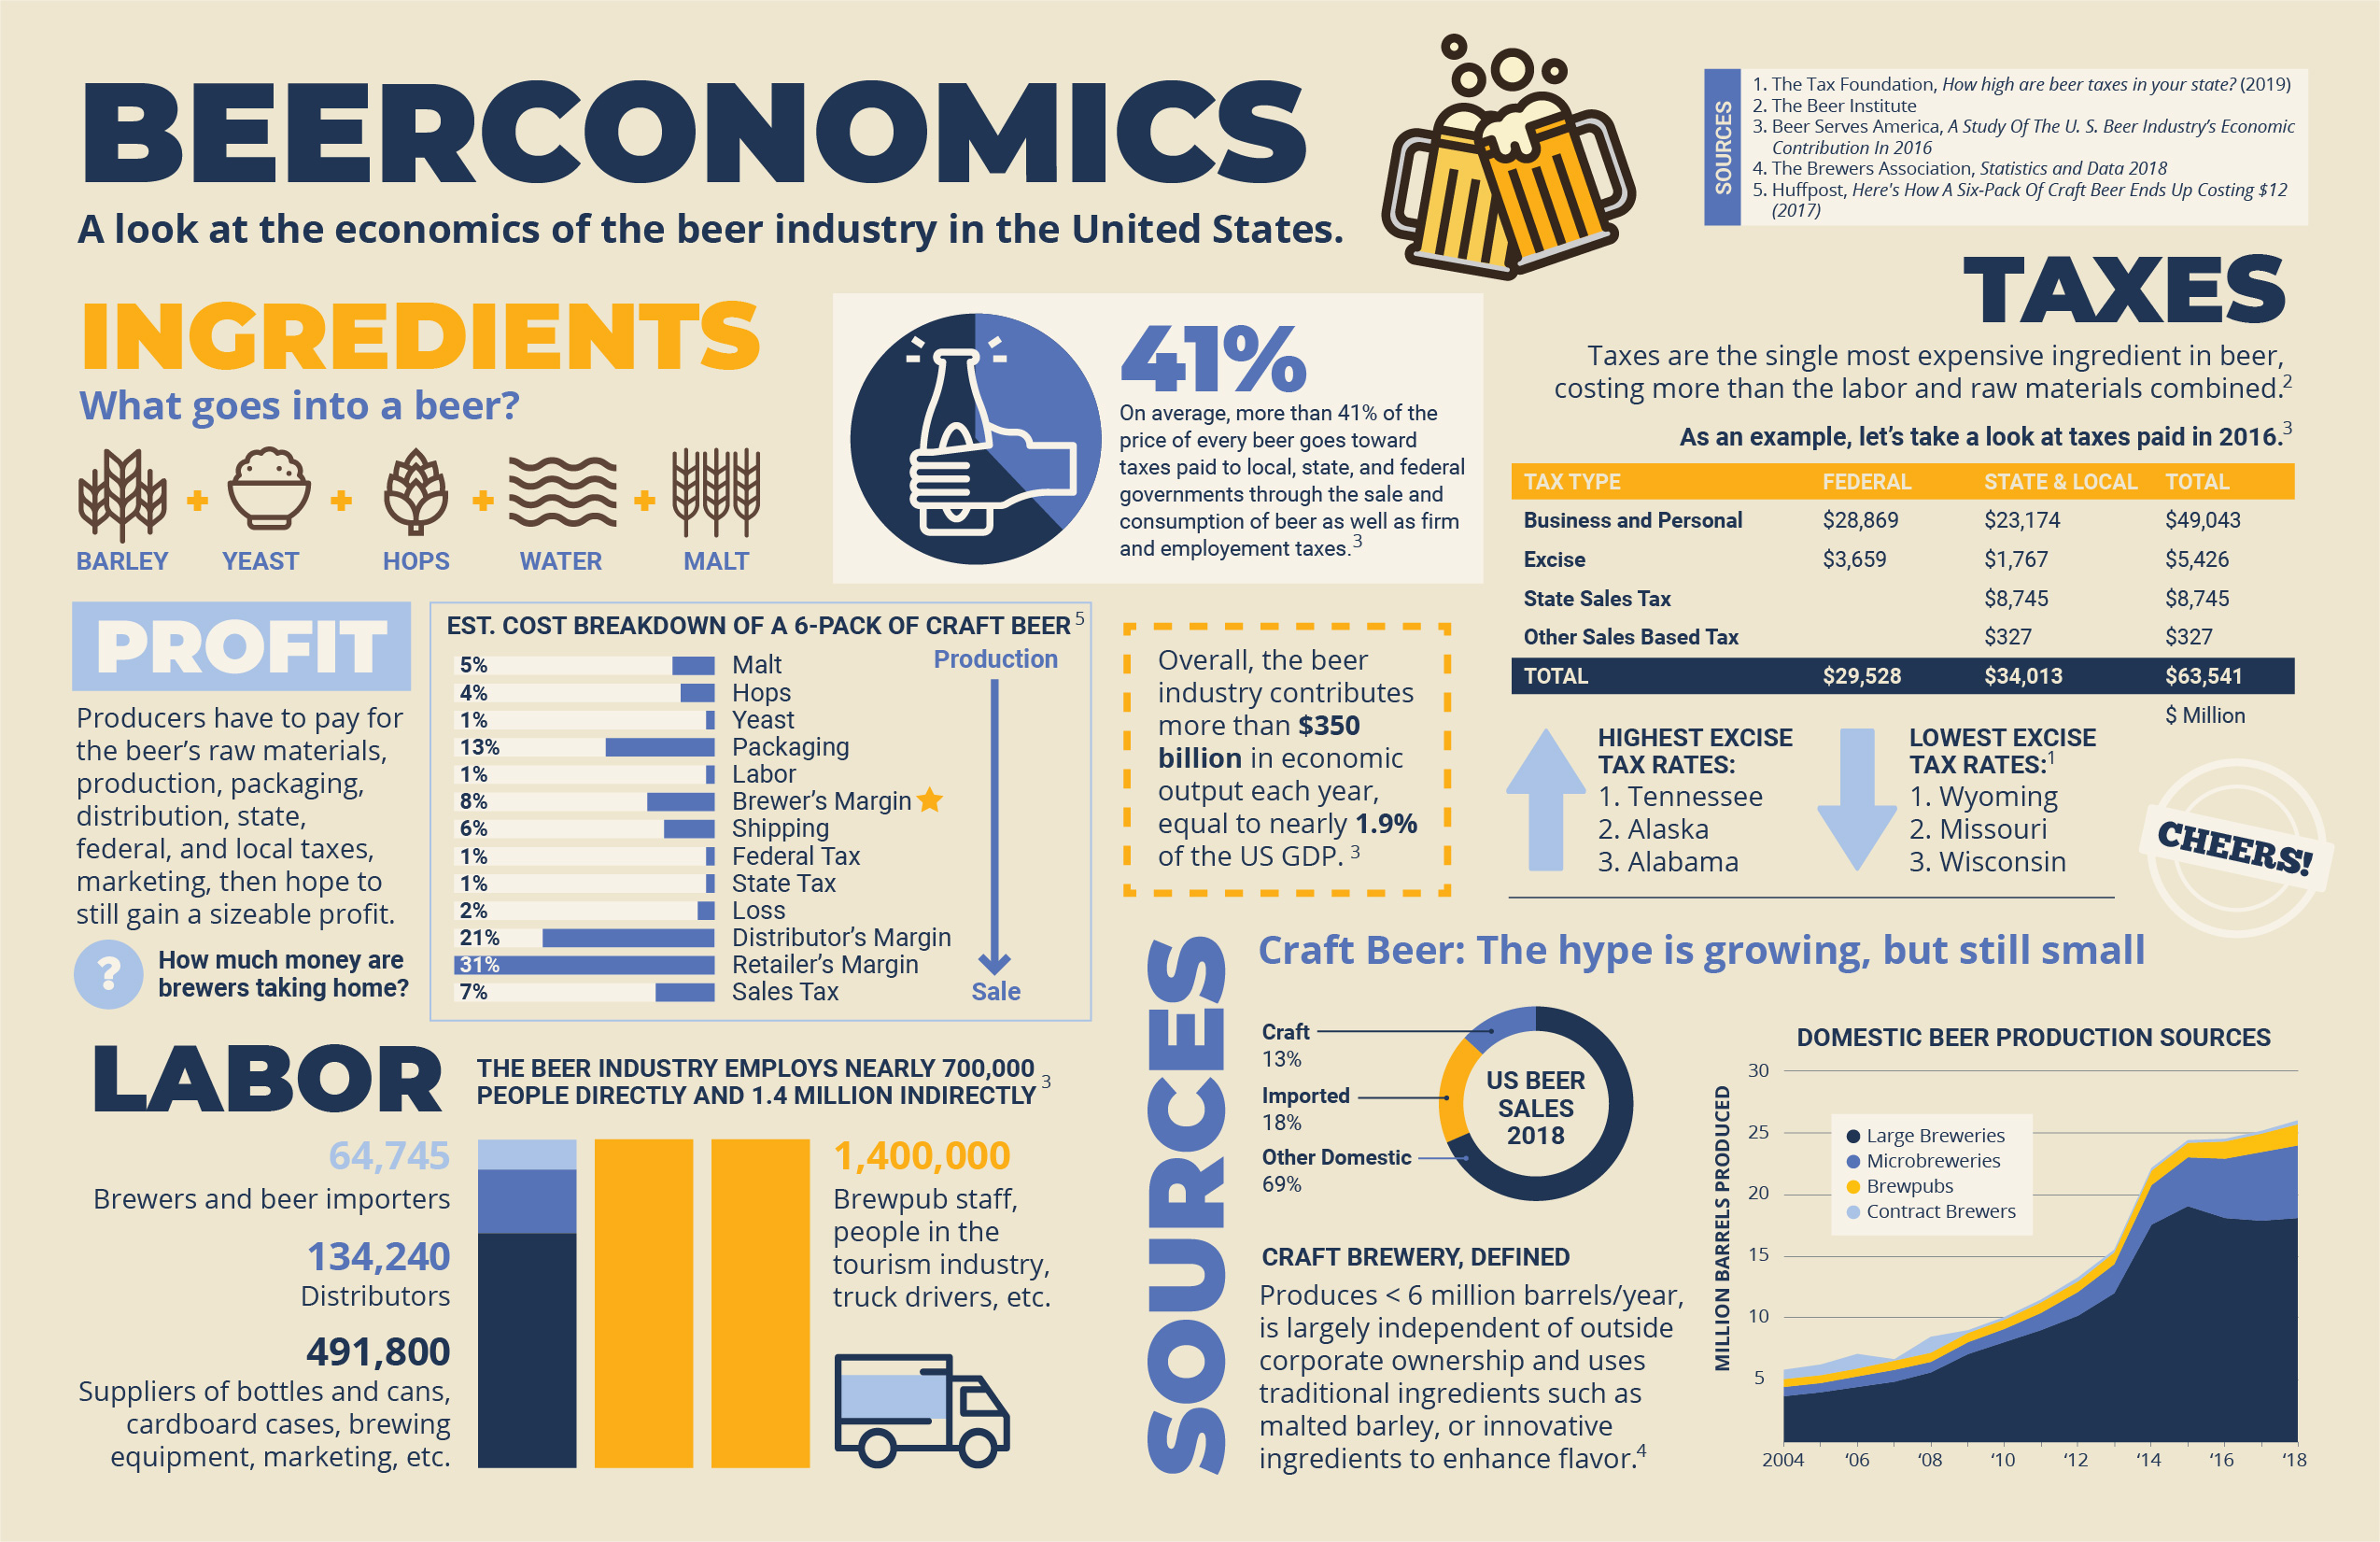 BEERCONOMICS
A look at the economics of the beer industry in the United States.
SOURCES
1. The Tax Foundation, How high are beer taxes in your state? (2019)
2. The Beer Institute
3. Beer Serves America, A Study Of The U. S. Beer Industry's Economic
Contribution In 2016
4. The Brewers Association, Statistics and Data 2018
5. Huffpost, Here's How A Six-Pack Of Craft Beer Ends Up Costing $12
(2017)
INGREDIENTS
What goes into a beer?
BARLEY + YEAST + HOPS + WATER + MALT
41%
On average, more than 41% of the
price of every beer goes toward
taxes paid to local, state, and federal
governments through the sale and
consumption of beer as well as firm
and employement taxes.3
TAXES
Taxes are the single most expensive ingredient in beer,
costing more than the labor and raw materials combined.2
As an example, let's take a look at taxes paid in 2016.3
TAX TYPE FEDERAL STATE & LOCAL TOTAL
Business and Personal $28,869 $23,174 $49,043
Excise $3,659 $1,767 $5,426
State Sales Tax $8,745 $8,745
Other Sales Based Tax $327 $327
TOTAL $29,528 $34,013 $63,541
$ Million
HIGHEST EXCISE
TAX RATES:
1. Tennessee
2. Alaska
3. Alabama
LOWEST EXCISE
TAX RATES:1
1. Wyoming
2. Missouri
3. Wisconsin
CHEERS!
PROFIT
Producers have to pay for
the beer's raw materials,
production, packaging,
distribution, state,
federal, and local taxes,
marketing, then hope to
still gain a sizeable profit.
?
How much money are
brewers taking home?
EST. COST BREAKDOWN OF A 6-PACK OF CRAFT BEER 5
Production
5% Malt
4% Hops
1% Yeast
13% Packaging
1% Labor
8% Brewer's Margin
6% Shipping
1% Federal Tax
1% State Tax
2% Loss
21% Distributor's Margin
31% Retailer's Margin
7% Sales Tax
Sale
Overall, the beer
industry contributes
more than $350
billion in economic
output each year,
equal to nearly 1.9%
of the US GDP. 3
LABOR
THE BEER INDUSTRY EMPLOYS NEARLY 700,000
PEOPLE DIRECTLY AND 1.4 MILLION INDIRECTLY 3
64,745
Brewers and beer importers
134,240
Distributors
491,800
Suppliers of bottles and cans,
cardboard cases, brewing
equipment, marketing, etc.
1,400,000
Brewpub staff,
people in the
tourism industry,
truck drivers, etc.
SOURCES
Craft Beer: The hype is growing, but still small
Craft
13%
Imported
18%
Other Domestic
69%
US BEER
SALES
2018
CRAFT BREWERY, DEFINED
Produces < 6 million barrels/year,
is largely independent of outside
corporate ownership and uses
traditional ingredients such as
malted barley, or innovative
ingredients to enhance flavor.4
DOMESTIC BEER PRODUCTION SOURCES
MILLION BARRELS PRODUCED
30
25
20
15
10
5
Large Breweries
Microbreweries
Brewpubs
Contract Brewers
2004 '06 '08 '10 '12 '14 '16 '18